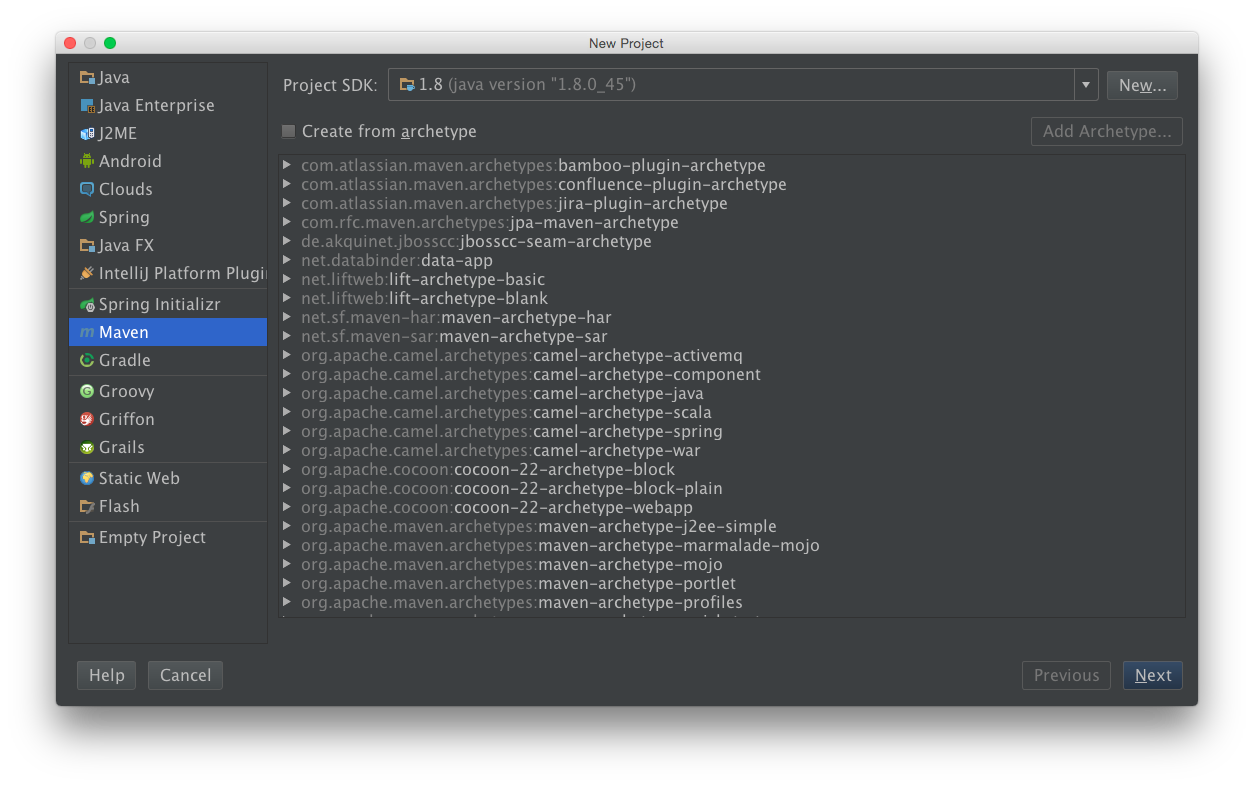 New Project
Java
Java Enterprise
J2ME
Android
Clouds
Spring
Java FX
IntelliJ Platform Plugi
Spring Initializr
Maven
Gradle
Groovy
Griffon
Grails
Static Web
Flash
Empty Project
Project SDK: 1.8 (java version "1.8.0_45") New...
Create from archetype Add Archetype...
com.atlassian.maven.archetypes:bamboo-plugin-archetype
com.atlassian.maven.archetypes:confluence-plugin-archetype
com.atlassian.maven.archetypes:jira-plugin-archetype
com.rfc.maven.archetypes:jpa-maven-archetype
de.akquinet.jbosscc:jbosscc-seam-archetype
net.databinder:data-app
net.liftweb:lift-archetype-basic
net.liftweb:lift-archetype-blank
net.sf.maven-har:maven-archetype-har
net.sf.maven-sar:maven-archetype-sar
org.apache.camel.archetypes:camel-archetype-activemq
org.apache.camel.archetypes:camel-archetype-component
org.apache.camel.archetypes:camel-archetype-java
org.apache.camel.archetypes:camel-archetype-scala
org.apache.camel.archetypes:camel-archetype-spring
org.apache.camel.archetypes:camel-archetype-war
org.apache.cocoon:cocoon-22-archetype-block
org.apache.cocoon:cocoon-22-archetype-block-plain
org.apache.cocoon:cocoon-22-archetype-webapp
org.apache.maven.archetypes:maven-archetype-j2ee-simple
org.apache.maven.archetypes:maven-archetype-marmalade-mojo
org.apache.maven.archetypes:maven-archetype-mojo
org.apache.maven.archetypes:maven-archetype-portlet
org.apache.maven.archetypes:maven-archetype-profiles
Help Cancel Previous Next